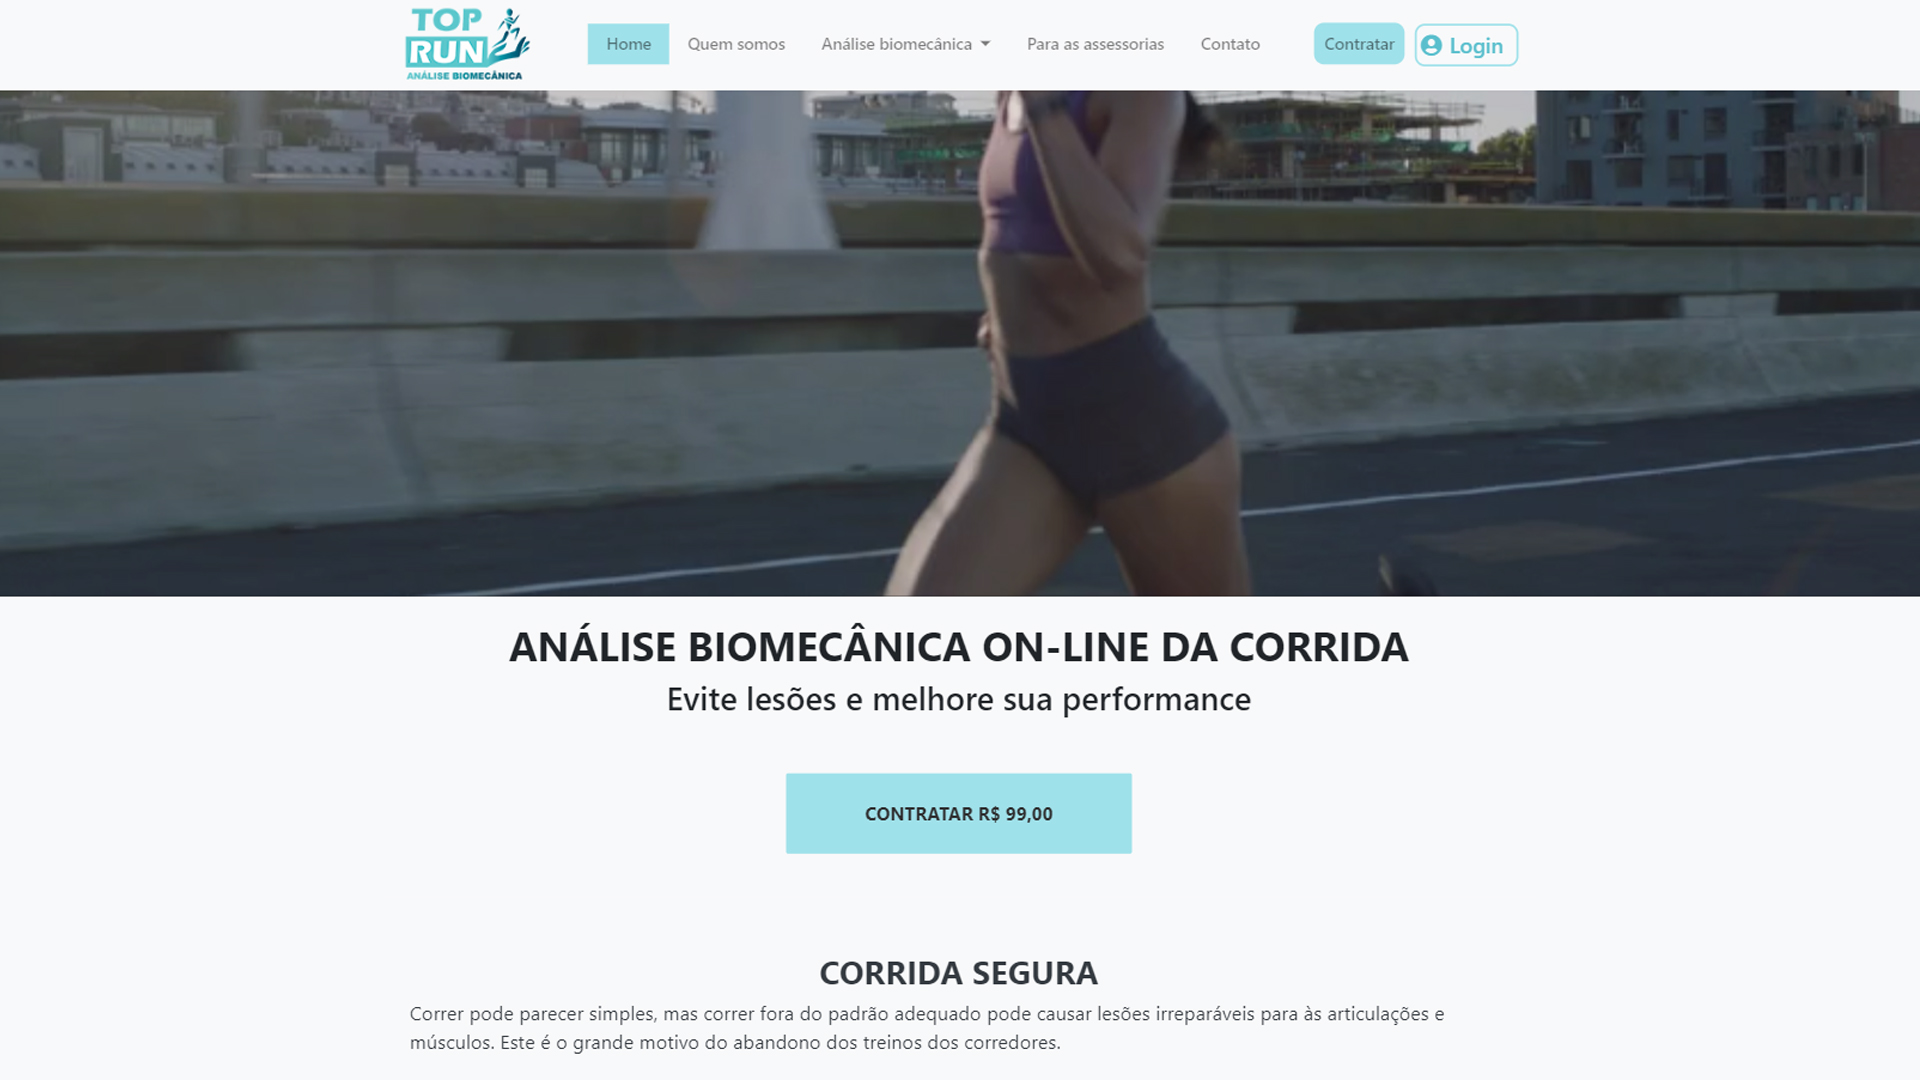 TOP
RUN
ANÁLISE BIOMECÂNICA
Home
Quem somos
Análise biomecânica
Para as assessorias
Contato
Contratar
Login
ANÁLISE BIOMECÂNICA ON-LINE DA CORRIDA
Evite lesões e melhore sua performance
CONTRATAR R$ 99,00
CORRIDA SEGURA
Correr pode parecer simples, mas correr fora do padrão adequado pode causar lesões irreparáveis para às articulações e
músculos. Este é o grande motivo do abandono dos treinos dos corredores.